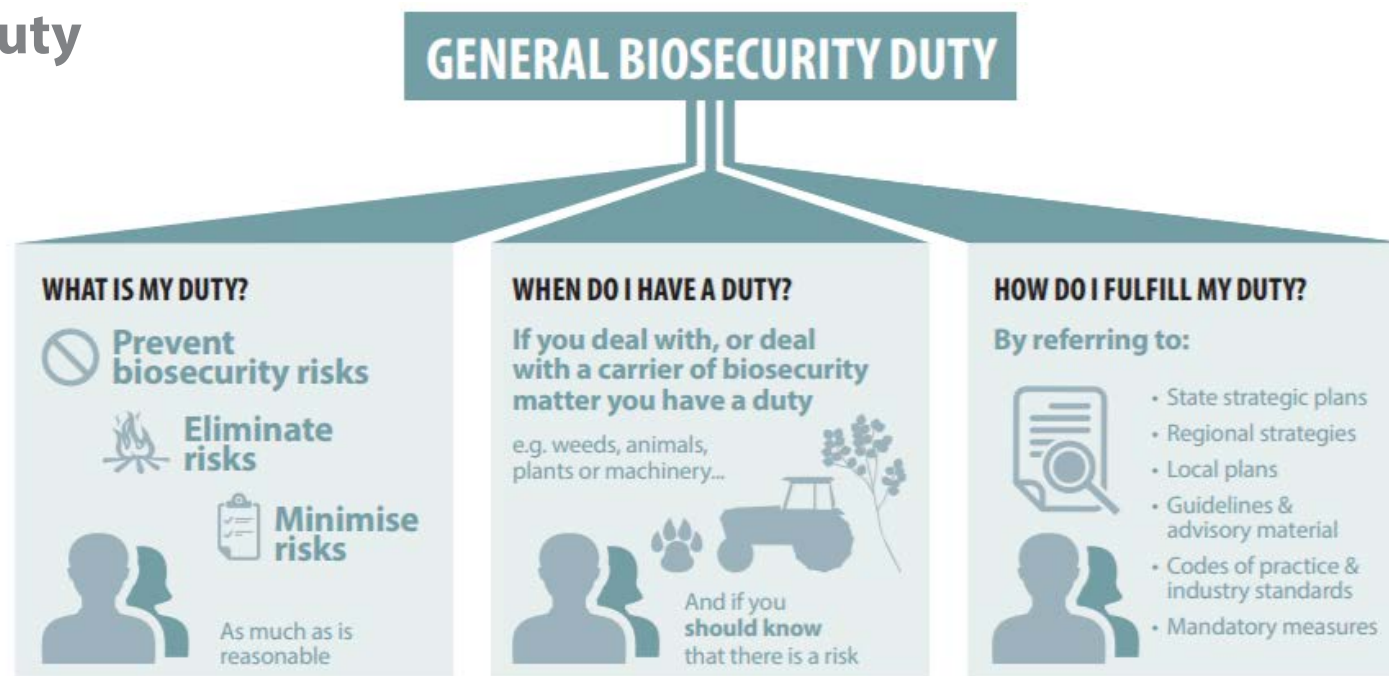 uty
GENERAL BIOSECURITY DUTY
WHAT IS MY DUTY?
Prevent
biosecurity risks
Eliminate
risks
Minimise
risks
As much as is
reasonable
WHEN DO I HAVE A DUTY?
If you deal with, or deal
with a carrier of biosecurity
matter you have a duty
e.g. weeds, animals,
plants or machinery...
And if you
should know
that there is a risk
HOW DO I FULFILL MY DUTY?
By referring to:
• State strategic plans
• Regional strategies
• Local plans
• Guidelines &
advisory material
• Codes of practice &
industry standards
• Mandatory measures